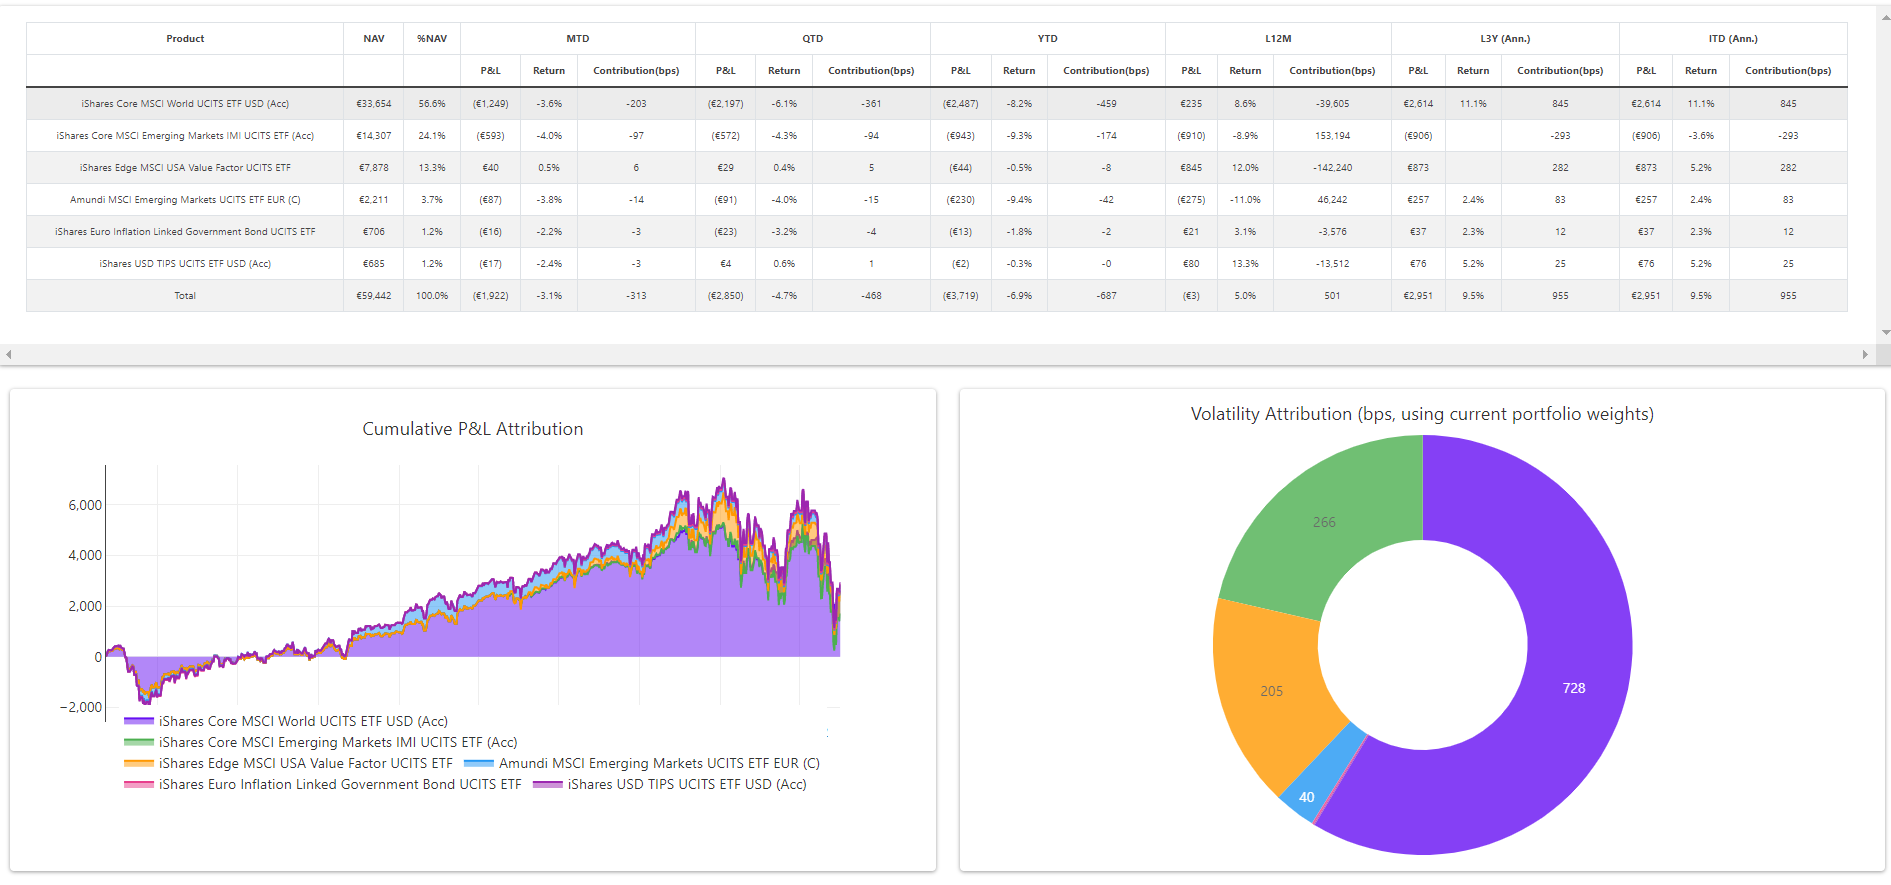 Product NAV %NAV MTD QTD YTD L12M L3Y (Ann.) ITD (Ann.)
P&L Return Contribution(bps) P&L Return Contribution(bps) P&L Return Contribution(bps) P&L Return Contribution(bps) P&L Return Contribution(bps) P&L Return Contribution(bps)
iShares Core MSCI World UCITS ETF USD (Acc) €33,654 56.6% (€1,249) -3.6% -203 (€2,197) -6.1% -361 (€2,487) -8.2% -459 €235 8.6% -39,605 €2,614 11.1% 845 €2,614 11.1% 845
iShares Core MSCI Emerging Markets IMI UCITS ETF (Acc) €14,307 24.1% (€593) -4.0% -97 (€572) -4.3% -94 (€943) -9.3% -174 (€910) -8.9% 153,194 (€906) -293 (€906) -3.6% -293
iShares Edge MSCI USA Value Factor UCITS ETF €7,878 13.3% €40 0.5% 6 €29 0.4% 5 (€44) -0.5% -8 €845 12.0% -142,240 €873 282 €873 5.2% 282
Amundi MSCI Emerging Markets UCITS ETF EUR (C) €2,211 3.7% (€87) -3.8% -14 (€91) -4.0% -15 (€230) -9.4% -42 (€275) -11.0% 46,242 €257 2.4% 83 €257 2.4% 83
iShares Euro Inflation Linked Government Bond UCITS ETF €706 1.2% (€16) -2.2% -3 (€23) -3.2% -4 (€13) -1.8% -2 €21 3.1% -3,576 €37 2.3% 12 €37 2.3% 12
iShares USD TIPS UCITS ETF USD (Acc) €685 1.2% (€17) -2.4% -3 €4 0.6% 1 (€2) -0.3% -0 €80 13.3% -13,512 €76 5.2% 25 €76 5.2% 25
Total €59,442 100.0% (€1,922) -3.1% -313 (€2,850) -4.7% -468 (€3,719) -6.9% -687 (€3) 5.0% 501 €2,951 9.5% 955 €2,951 9.5% 955
Cumulative P&L Attribution
6,000
4,000
2,000
0
−2,000
iShares Core MSCI World UCITS ETF USD (Acc)
iShares Core MSCI Emerging Markets IMI UCITS ETF (Acc)
iShares Edge MSCI USA Value Factor UCITS ETF Amundi MSCI Emerging Markets UCITS ETF EUR (C)
iShares Euro Inflation Linked Government Bond UCITS ETF iShares USD TIPS UCITS ETF USD (Acc)
Volatility Attribution (bps, using current portfolio weights)
266
728
205
40